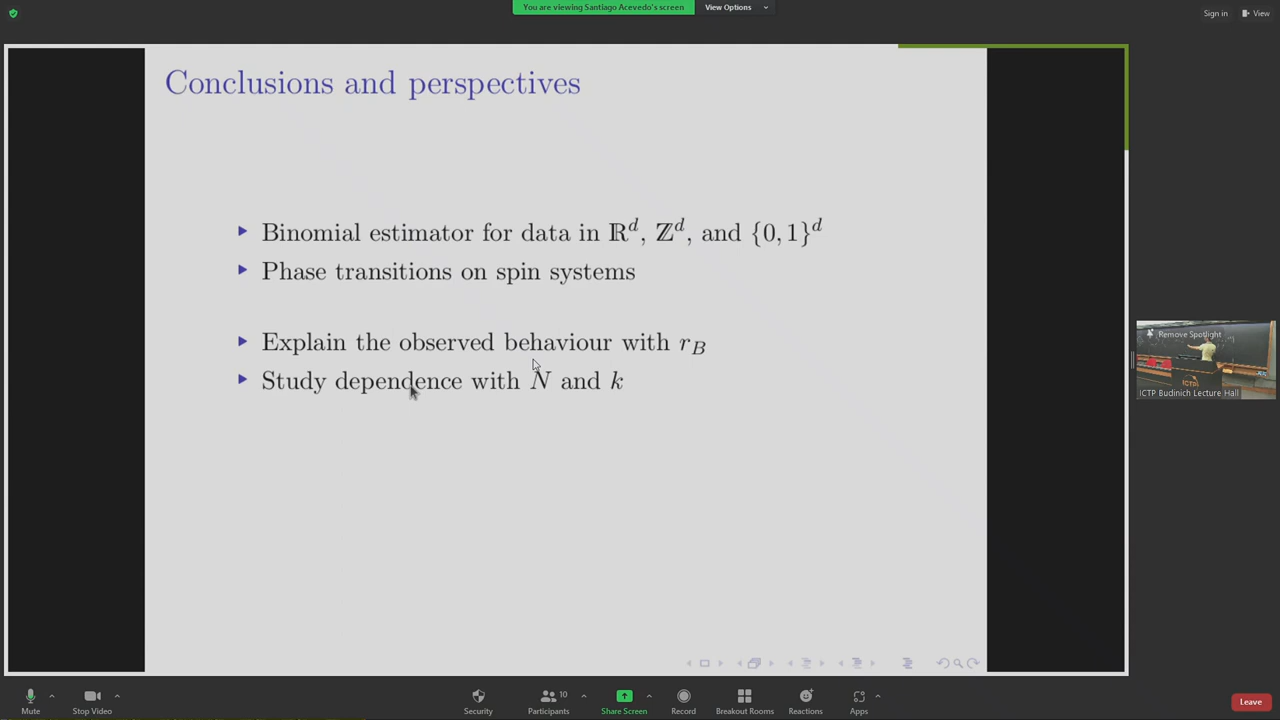 You are viewing Santiago Acevedo's screen
View Options
Sign in
View
Conclusions and perspectives
Binomial estimator for data in ℝ^d, ℤ^d, and {0, 1}^d
Phase transitions on spin systems
Explain the observed behaviour with r_B
Study dependence with N and k
Remove Spotlight
ICTP
ICTP Budinich Lecture Hall
Mute
Stop Video
Security
Participants
10
Share Screen
Record
Breakout Rooms
Reactions
Apps
Leave